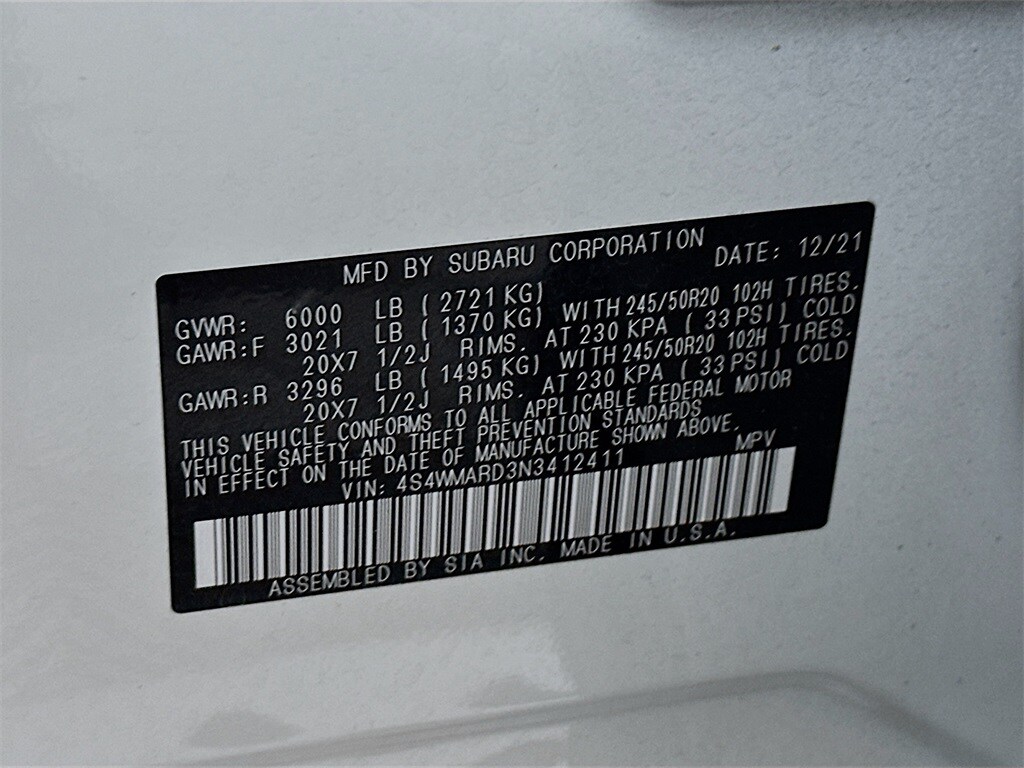 MFD BY SUBARU CORPORATION DATE: 12/21
GVWR: 6000 LB ( 2721 KG)
GAWR:F 3021 LB ( 1370 KG) WITH 245/50R20 102H TIRES.
20X7 1/2J RIMS. AT 230 KPA ( 33 PSI) COLD
GAWR:R 3296 LB ( 1495 KG) WITH 245/50R20 102H TIRES.
20X7 1/2J RIMS. AT 230 KPA ( 33 PSI) COLD
THIS VEHICLE CONFORMS TO ALL APPLICABLE FEDERAL MOTOR
VEHICLE SAFETY AND THEFT PREVENTION STANDARDS
IN EFFECT ON THE DATE OF MANUFACTURE SHOWN ABOVE.
VIN: 4S4WMARD3N3412411 MPV
ASSEMBLED BY SIA INC. MADE IN U.S.A.